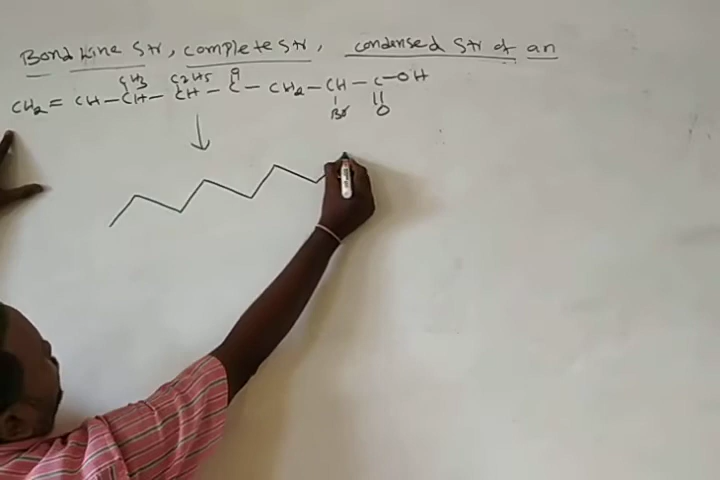 Bond Line Str, complete str, condensed Str of an
CH3 C2H5 O
CH2= CH-CH-CH-C-CH2-CH-C-OH
Br O